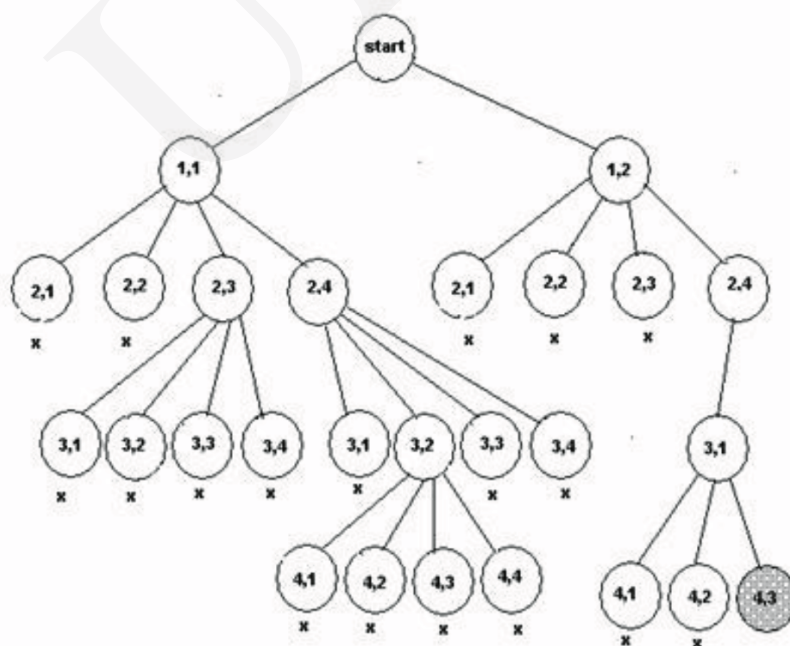 start
1,1 1,2
2,1 2,2 2,3 2,4 2,1 2,2 2,3 2,4
x x x x x
3,1 3,2 3,3 3,4 3,1 3,2 3,3 3,4 3,1
x x x x x x x
4,1 4,2 4,3 4,4 4,1 4,2 4,3
x x x x x x